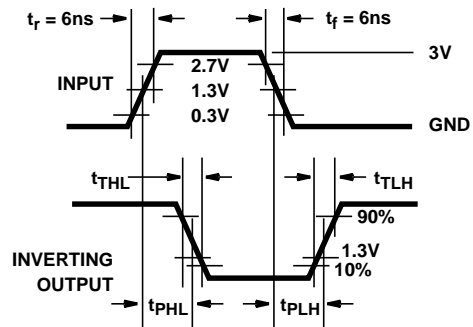 tr = 6ns
tf = 6ns
3V
2.7V
INPUT
1.3V
0.3V
GND
tTHL
tTLH
90%
1.3V
INVERTING
OUTPUT
10%
tPHL
tPLH